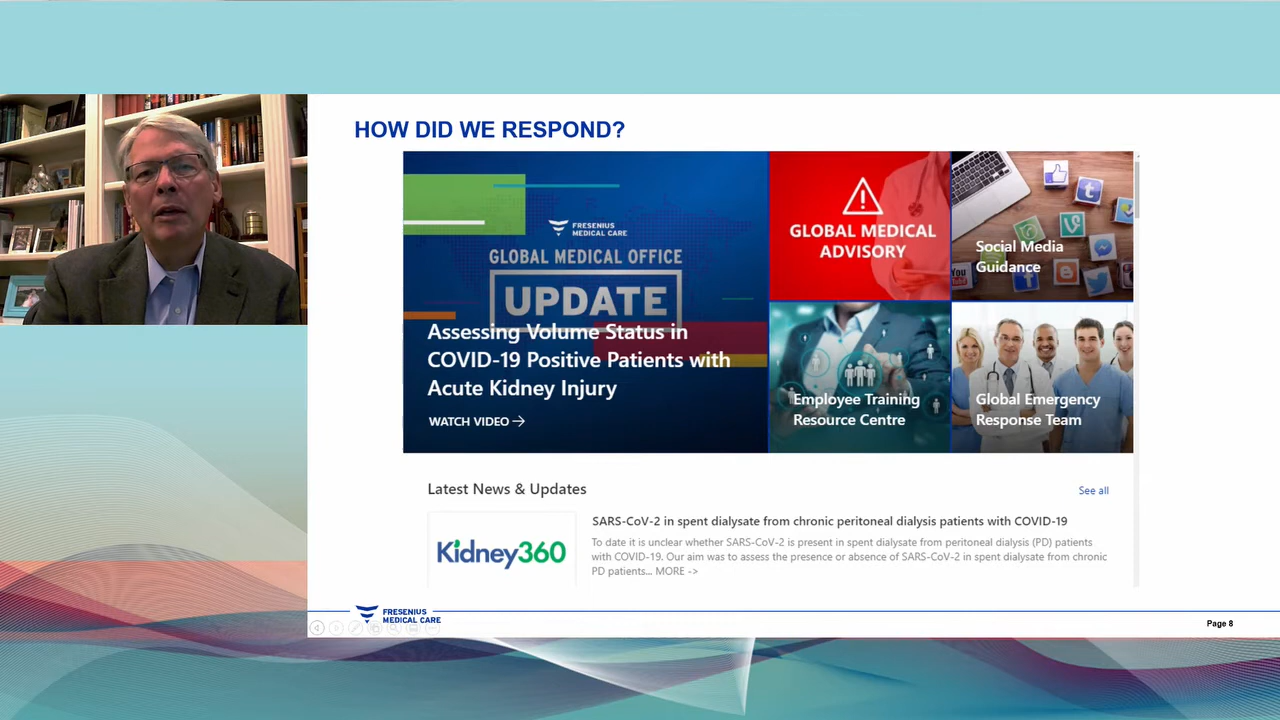 HOW DID WE RESPOND?
FRESENIUS
MEDICAL CARE
GLOBAL MEDICAL OFFICE
UPDATE
Assessing Volume Status in
COVID-19 Positive Patients with
Acute Kidney Injury
WATCH VIDEO →
GLOBAL MEDICAL
ADVISORY
Social Media
Guidance
You
Employee Training
Resource Centre
Global Emergency
Response Team
Latest News & Updates
See all
Kidney360
SARS-CoV-2 in spent dialysate from chronic peritoneal dialysis patients with COVID-19
To date it is unclear whether SARS-CoV-2 is present in spent dialysate from peritoneal dialysis (PD) patients
with COVID-19. Our aim was to assess the presence or absence of SARS-CoV-2 in spent dialysate from chronic
PD patients... MORE ->
FRESENIUS
MEDICAL CARE
Page 8